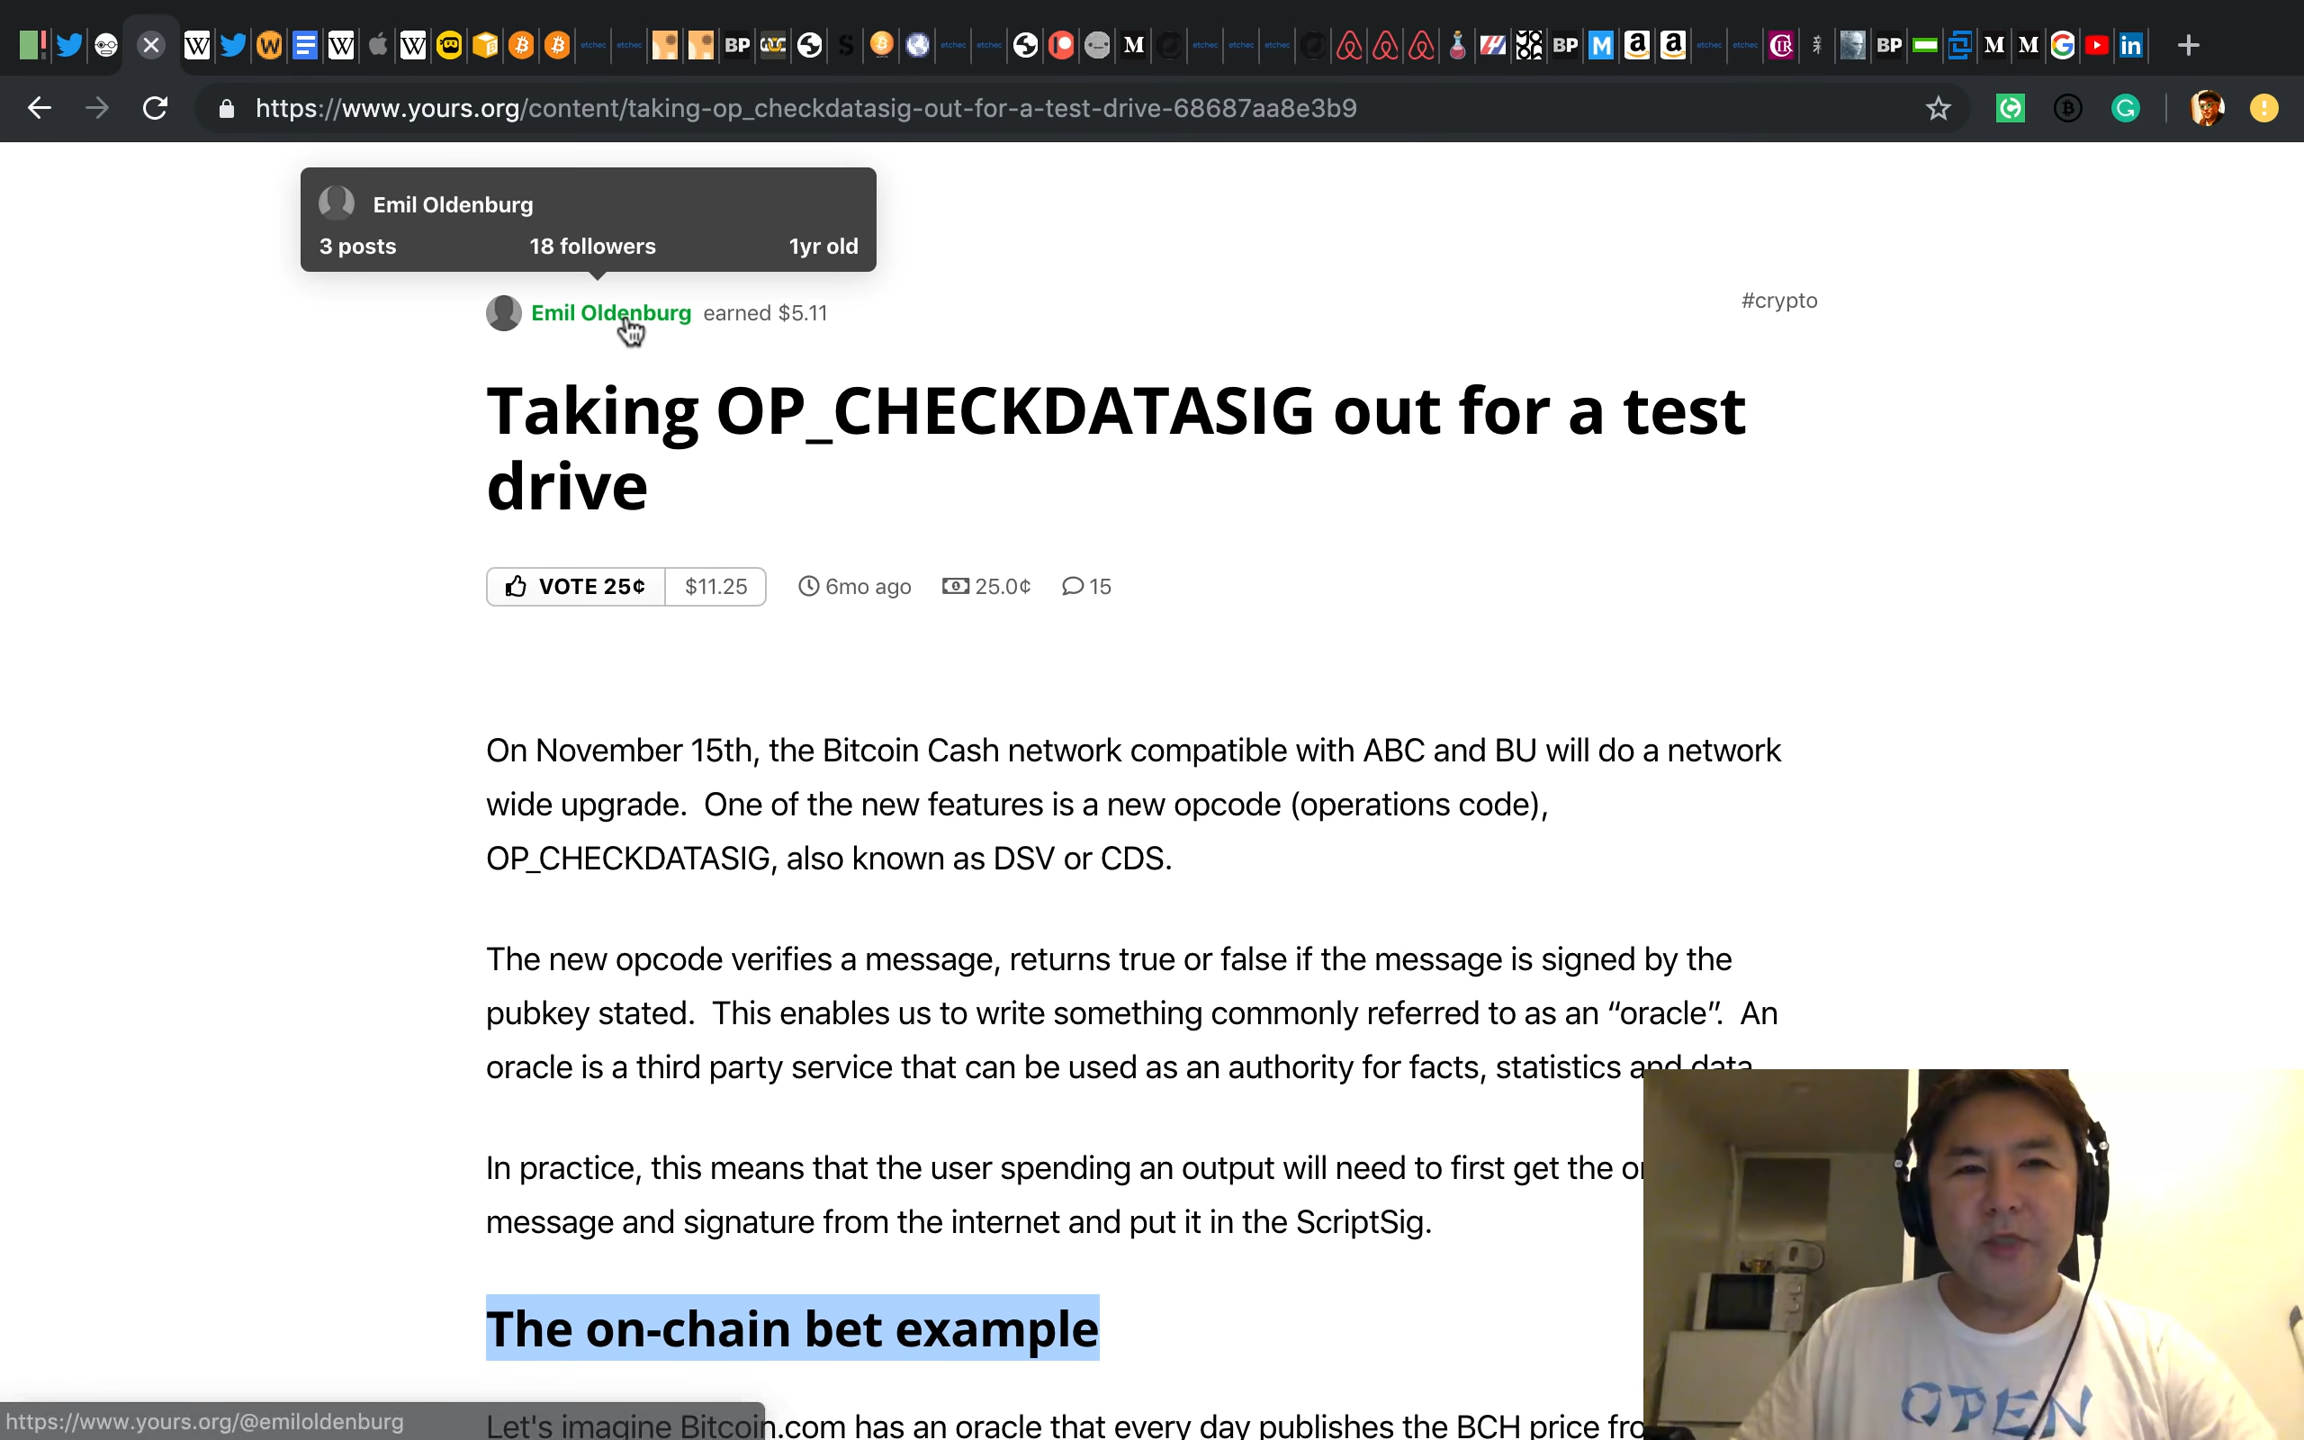 https://www.yours.org/content/taking-op_checkdatasig-out-for-a-test-drive-68687aa8e3b9
Emil Oldenburg
3 posts 18 followers 1yr old
Emil Oldenburg earned $5.11
#crypto
Taking OP_CHECKDATASIG out for a test
drive
VOTE 25¢ $11.25 6mo ago 25.0¢ 15
On November 15th, the Bitcoin Cash network compatible with ABC and BU will do a network
wide upgrade. One of the new features is a new opcode (operations code),
OP_CHECKDATASIG, also known as DSV or CDS.
The new opcode verifies a message, returns true or false if the message is signed by the
pubkey stated. This enables us to write something commonly referred to as an “oracle”. An
oracle is a third party service that can be used as an authority for facts, statistics and data
In practice, this means that the user spending an output will need to first get the
message and signature from the internet and put it in the ScriptSig.
The on-chain bet example
Let's imagine Bitcoin.com has an oracle that every day publishes the BCH price
https://www.yours.org/@emiloldenburg
OPEN